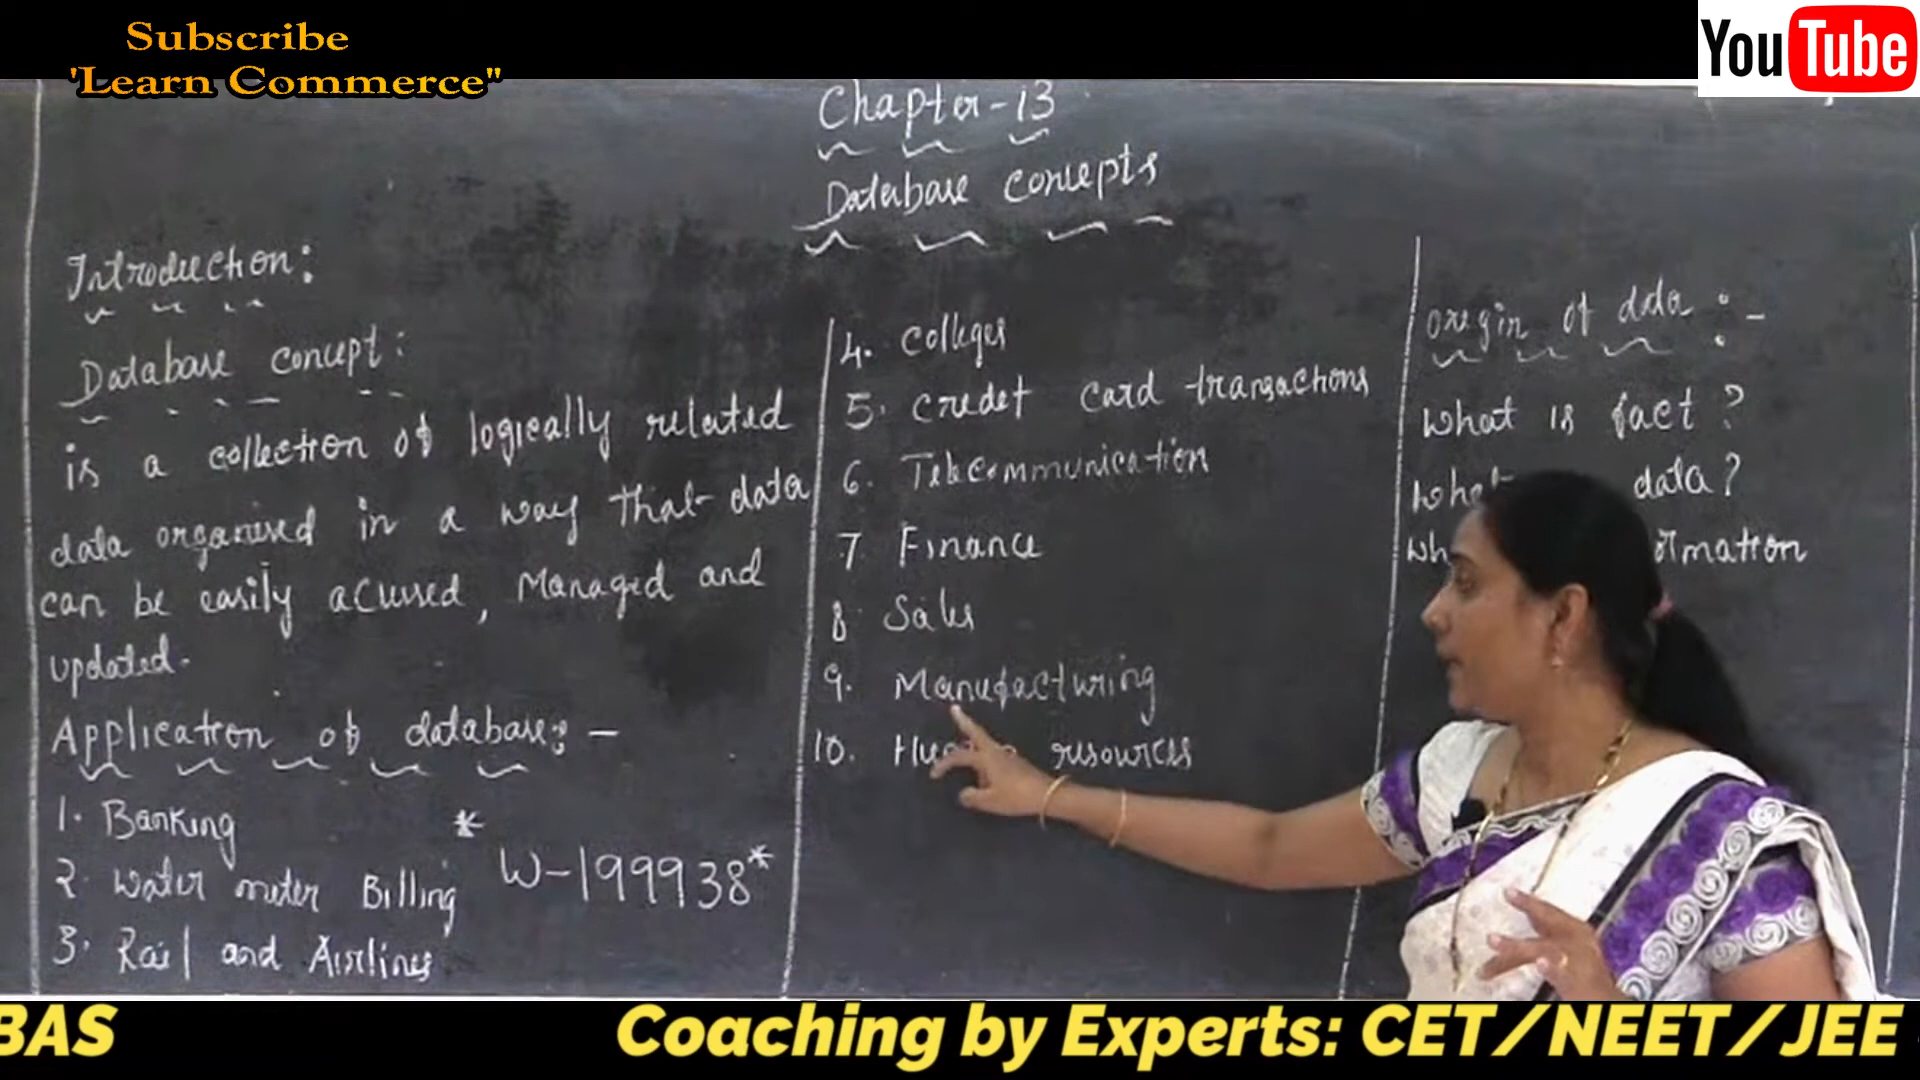 Subscribe
'Learn Commerce"
YouTube
Chapter-13
Database concepts
Introduction:
Database concept:
is a collection of logically related
data organised in a way that data
can be easily acussed, Managed and
updated.
Application of database:-
1. Banking
2. Water meter Billing
3. Rail and Airlines
* W-199938*
4. Colleges
5. Credet card transactions
6. Telecommunication
7 Finance
8 Sales
9. Manufacturing
10. resources
origin of data :-
What is fact?
data?
BAS
Coaching by Experts: CET/NEET/JEE